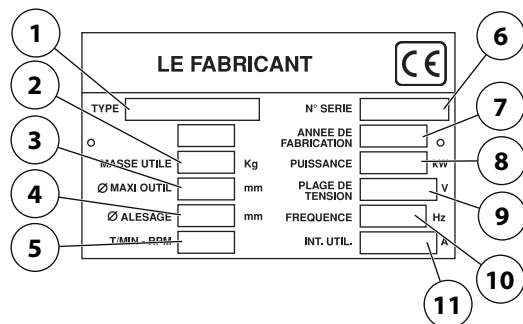 1
2
3
4
5
6
7
8
9
10
11
LE FABRICANT
CE
TYPE
N° SERIE
ANNEE DE
FABRICATION
MASSE UTILE Kg
PUISSANCE kW
Ø MAXI OUTIL mm
PLAGE DE
TENSION V
Ø ALESAGE mm
FREQUENCE Hz
T/MIN - RPM
INT. UTIL. A